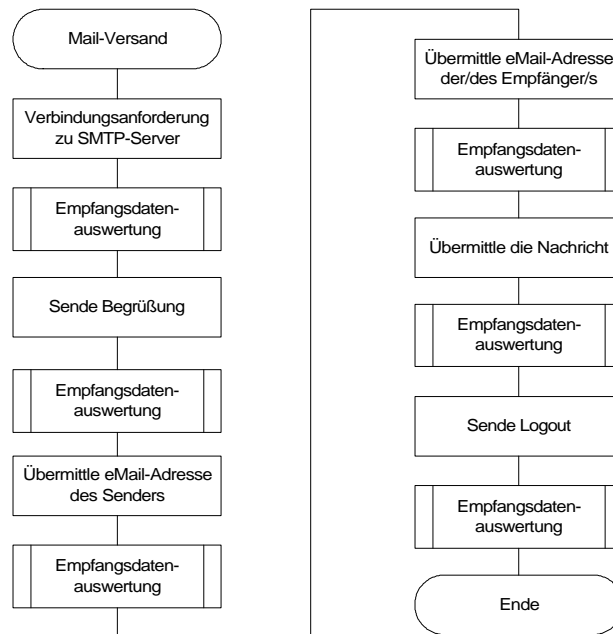 Mail-Versand
Verbindungsanforderung
zu SMTP-Server
Empfangsdaten-
auswertung
Sende Begrüßung
Empfangsdaten-
auswertung
Übermittle eMail-Adresse
des Senders
Empfangsdaten-
auswertung
Übermittle eMail-Adresse
der/des Empfänger/s
Empfangsdaten-
auswertung
Übermittle die Nachricht
Empfangsdaten-
auswertung
Sende Logout
Empfangsdaten-
auswertung
Ende